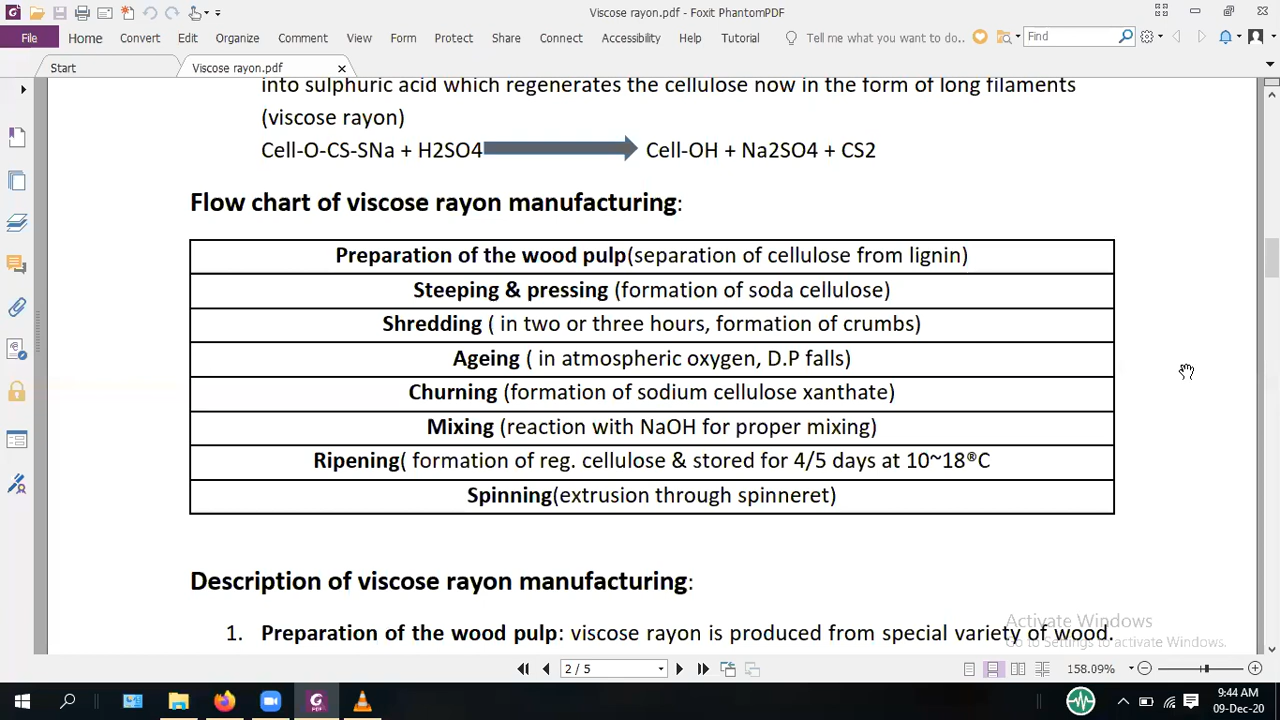 Viscose rayon.pdf - Foxit PhantomPDF
File Home Convert Edit Organize Comment View Form Protect Share Connect Accessibility Help Tutorial Tell me what you want to do.. Find
Start Viscose rayon.pdf
into sulphuric acid which regenerates the cellulose now in the form of long filaments
(viscose rayon)
Cell-O-CS-SNa + H2SO4 Cell-OH + Na2SO4 + CS2
Flow chart of viscose rayon manufacturing:
Preparation of the wood pulp(separation of cellulose from lignin)
Steeping & pressing (formation of soda cellulose)
Shredding ( in two or three hours, formation of crumbs)
Ageing ( in atmospheric oxygen, D.P falls)
Churning (formation of sodium cellulose xanthate)
Mixing (reaction with NaOH for proper mixing)
Ripening( formation of reg. cellulose & stored for 4/5 days at 10~18®C
Spinning(extrusion through spinneret)
Description of viscose rayon manufacturing:
1. Preparation of the wood pulp: viscose rayon is produced from special variety of wood.
Activate Windows
Go to Settings to activate Windows.
2 / 5 158.09%
9:44 AM
09-Dec-20